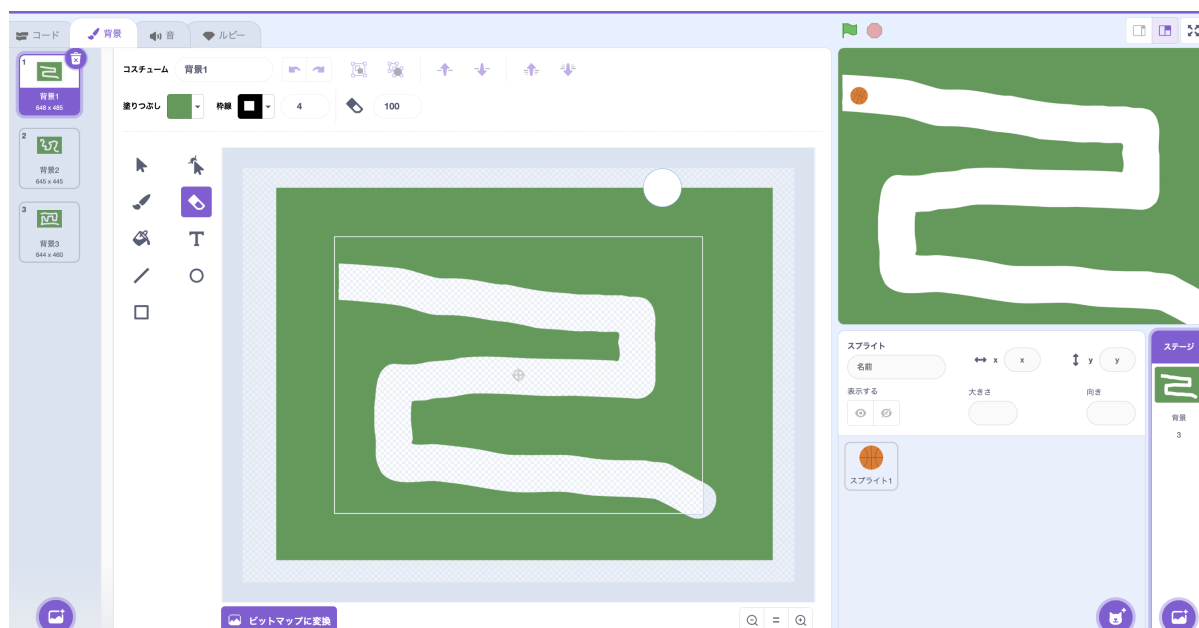 コード
背景
音
ルビー
1
背景1
648 x 485
2
背景2
645 x 445
3
背景3
644 x 460
コスチューム
背景1
塗りつぶし
枠線
4
100
T
ビットマップに変換
スプライト
名前
x
x
y
y
表示する
大きさ
向き
スプライト1
ステージ
背景
3